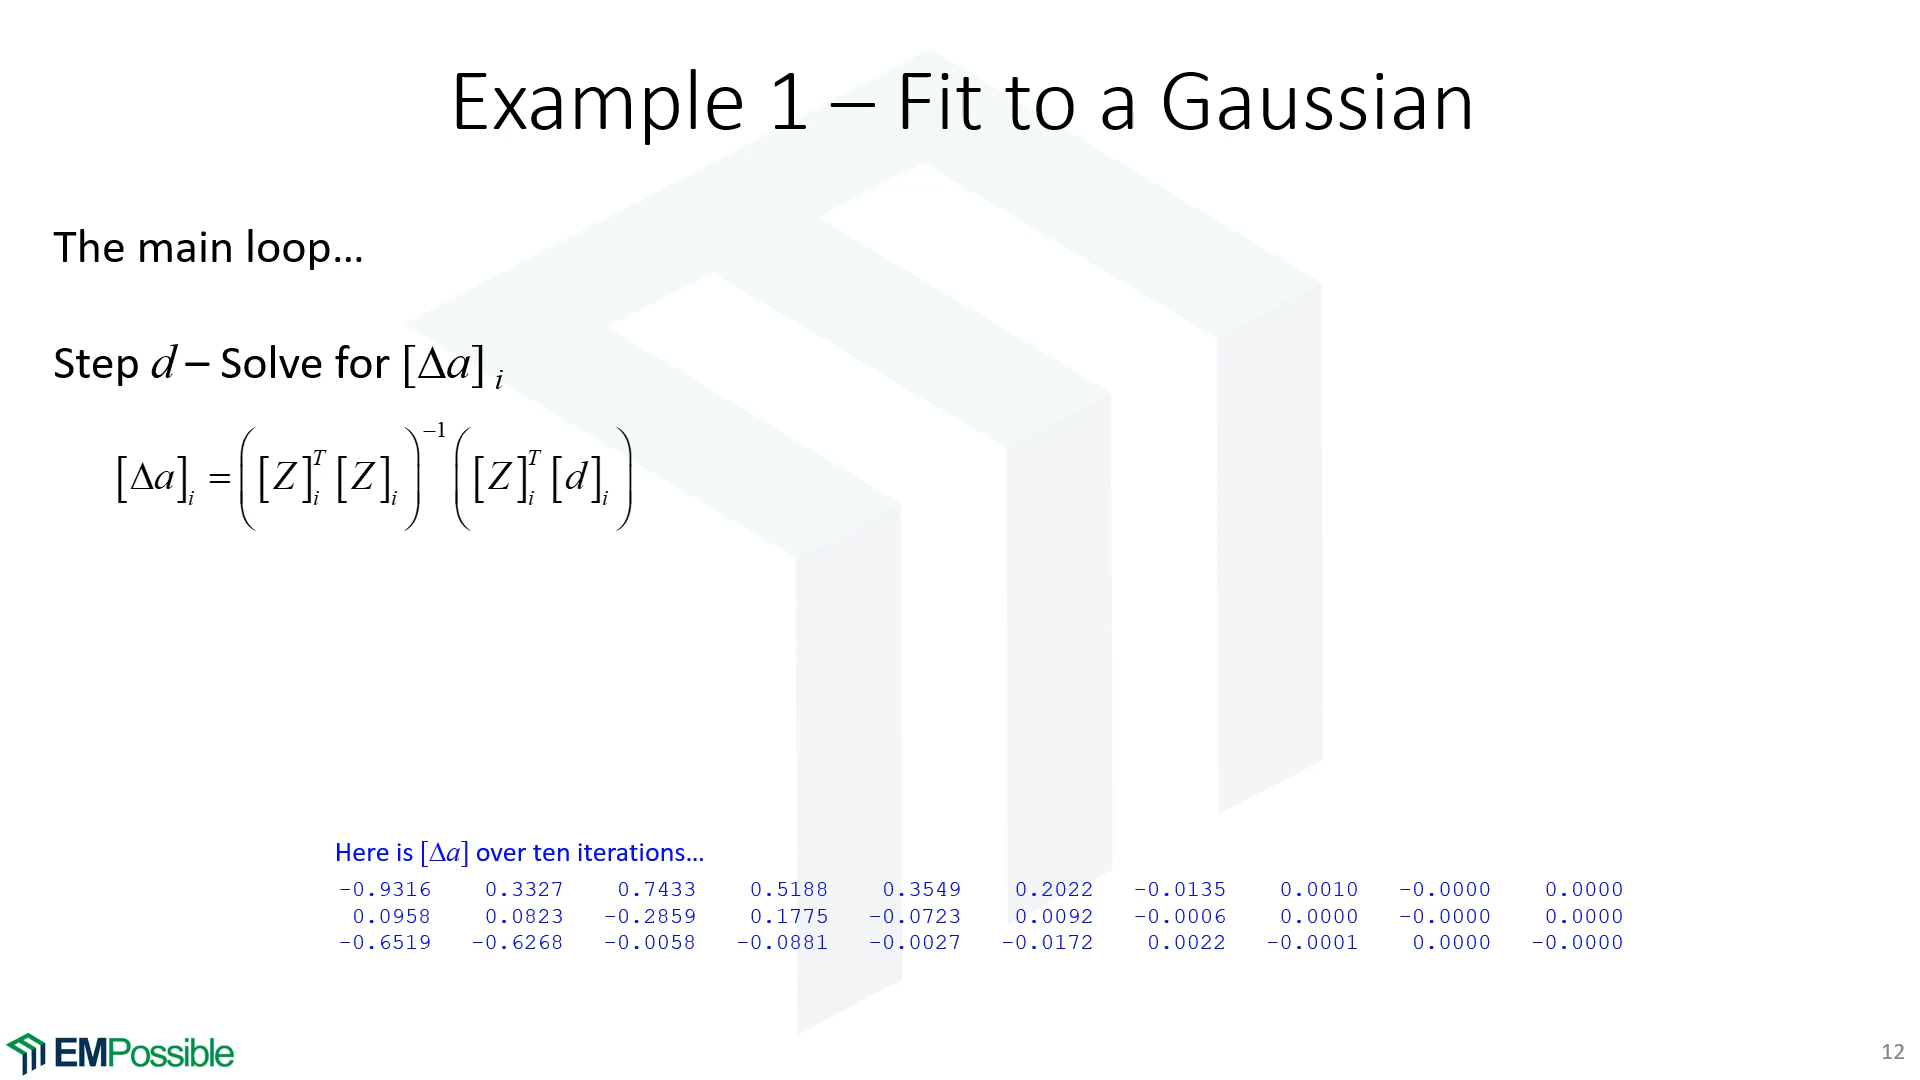 Example 1 – Fit to a Gaussian
The main loop…
Step d – Solve for [Δa] i
[Δa]i = ([Z]i^T [Z]i)^−1 ([Z]i^T [d]i)
Here is [Δa] over ten iterations…
-0.9316 0.3327 0.7433 0.5188 0.3549 0.2022 -0.0135 0.0010 -0.0000 0.0000
0.0958 0.0823 -0.2859 0.1775 -0.0723 0.0092 -0.0006 0.0000 -0.0000 0.0000
-0.6519 -0.6268 -0.0058 -0.0881 -0.0027 -0.0172 0.0022 -0.0001 0.0000 -0.0000
EMPossible
12